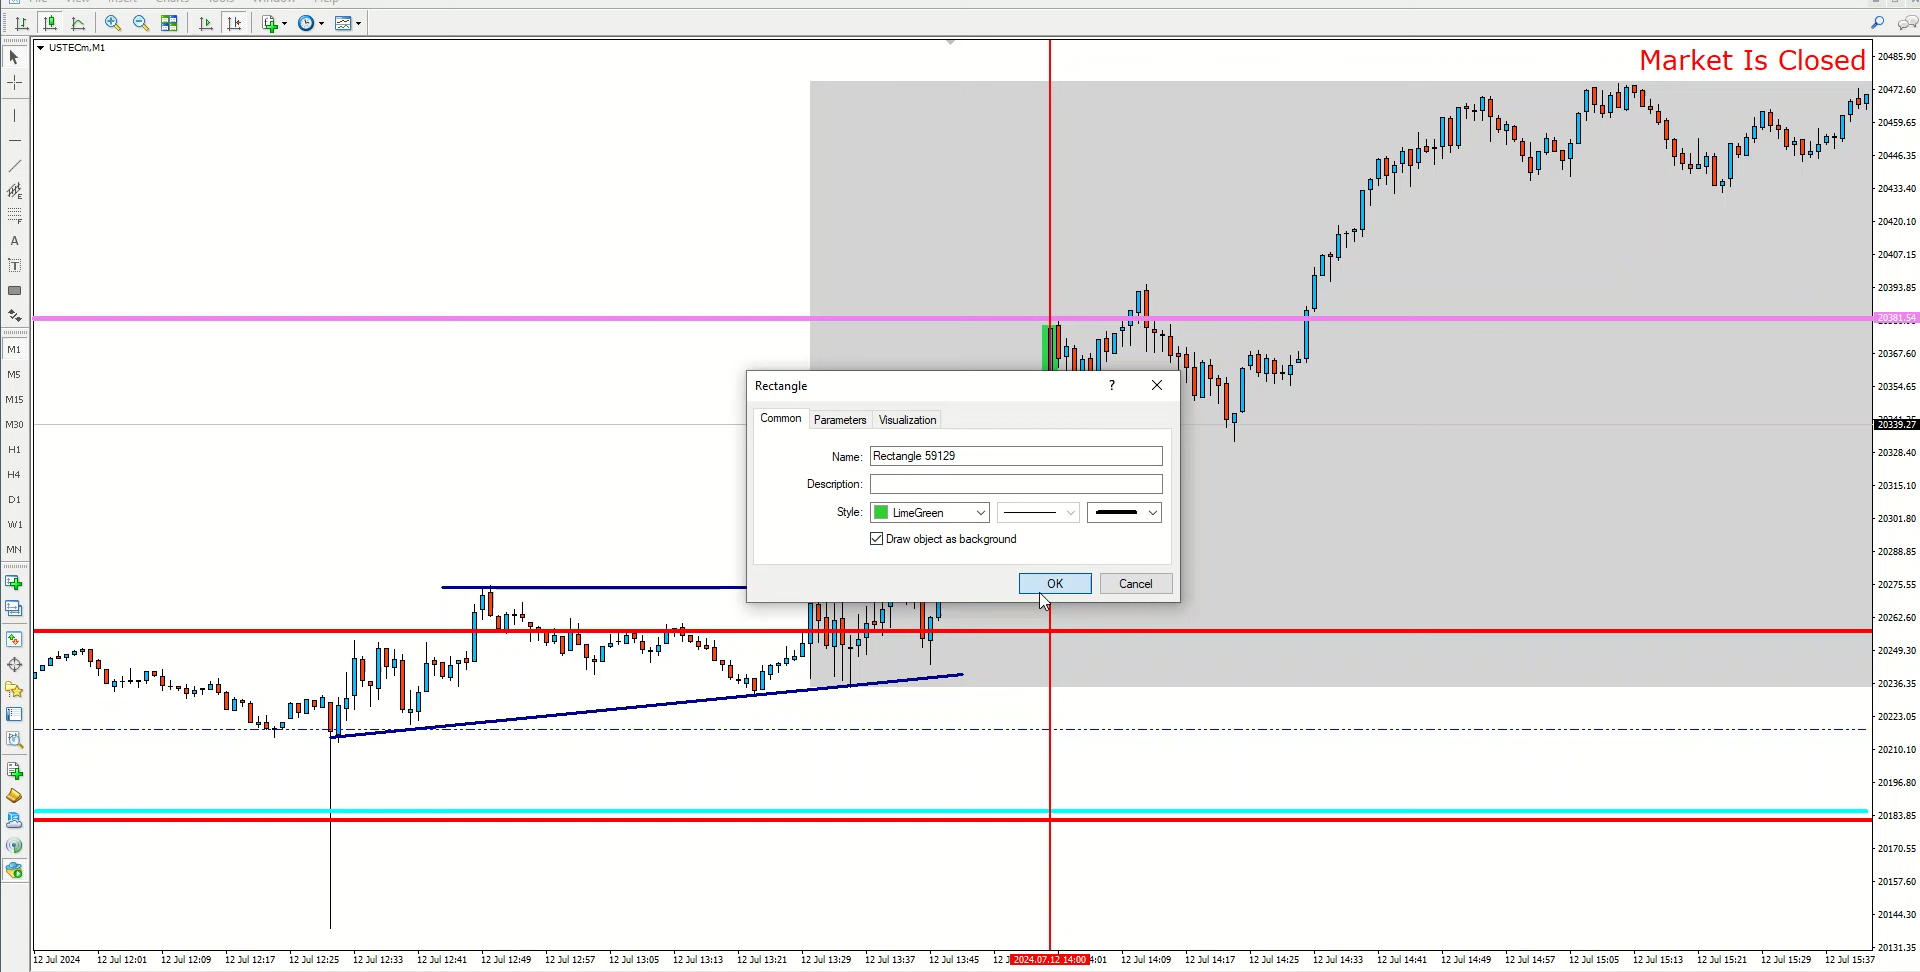 File View Insert Charts Tools Window Help
USTECm,M1
Market Is Closed
20485.90
20472.60
20459.65
20446.35
20433.40
20420.10
20407.15
20393.85
20381.54
20367.60
20354.65
20339.27
20328.40
20315.10
20301.80
20288.85
20275.55
20262.60
20249.30
20236.35
20223.05
20210.10
20196.80
20183.85
20170.55
20157.60
20144.30
20131.35
E
F
A
T
M1
M5
M15
M30
H1
H4
D1
W1
MN
Rectangle ?
Common Parameters Visualization
Name: Rectangle 59129
Description:
Style: LimeGreen
Draw object as background
OK Cancel
12 Jul 2024 12 Jul 12:01 12 Jul 12:09 12 Jul 12:17 12 Jul 12:25 12 Jul 12:33 12 Jul 12:41 12 Jul 12:49 12 Jul 12:57 12 Jul 13:05 12 Jul 13:13 12 Jul 13:21 12 Jul 13:29 12 Jul 13:37 12 Jul 13:45 2024.07.12 14:00 12 Jul 14:09 12 Jul 14:17 12 Jul 14:25 12 Jul 14:33 12 Jul 14:41 12 Jul 14:49 12 Jul 14:57 12 Jul 15:05 12 Jul 15:13 12 Jul 15:21 12 Jul 15:29 12 Jul 15:37